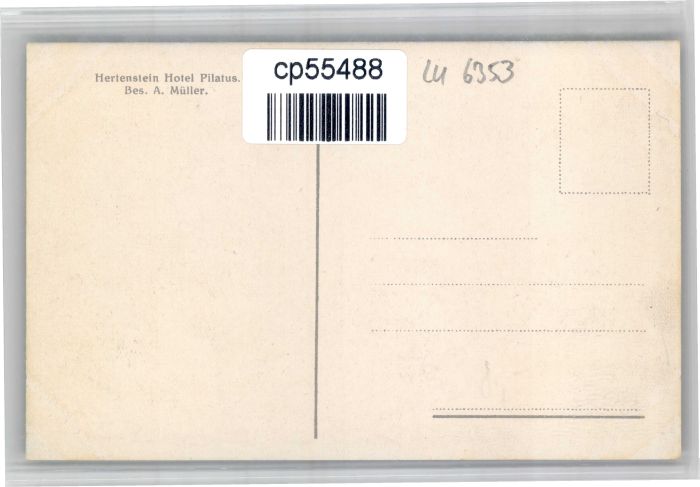 Hertenstein Hotel Pilatus.
Bes. A. Müller.
cp55488
LU 6353